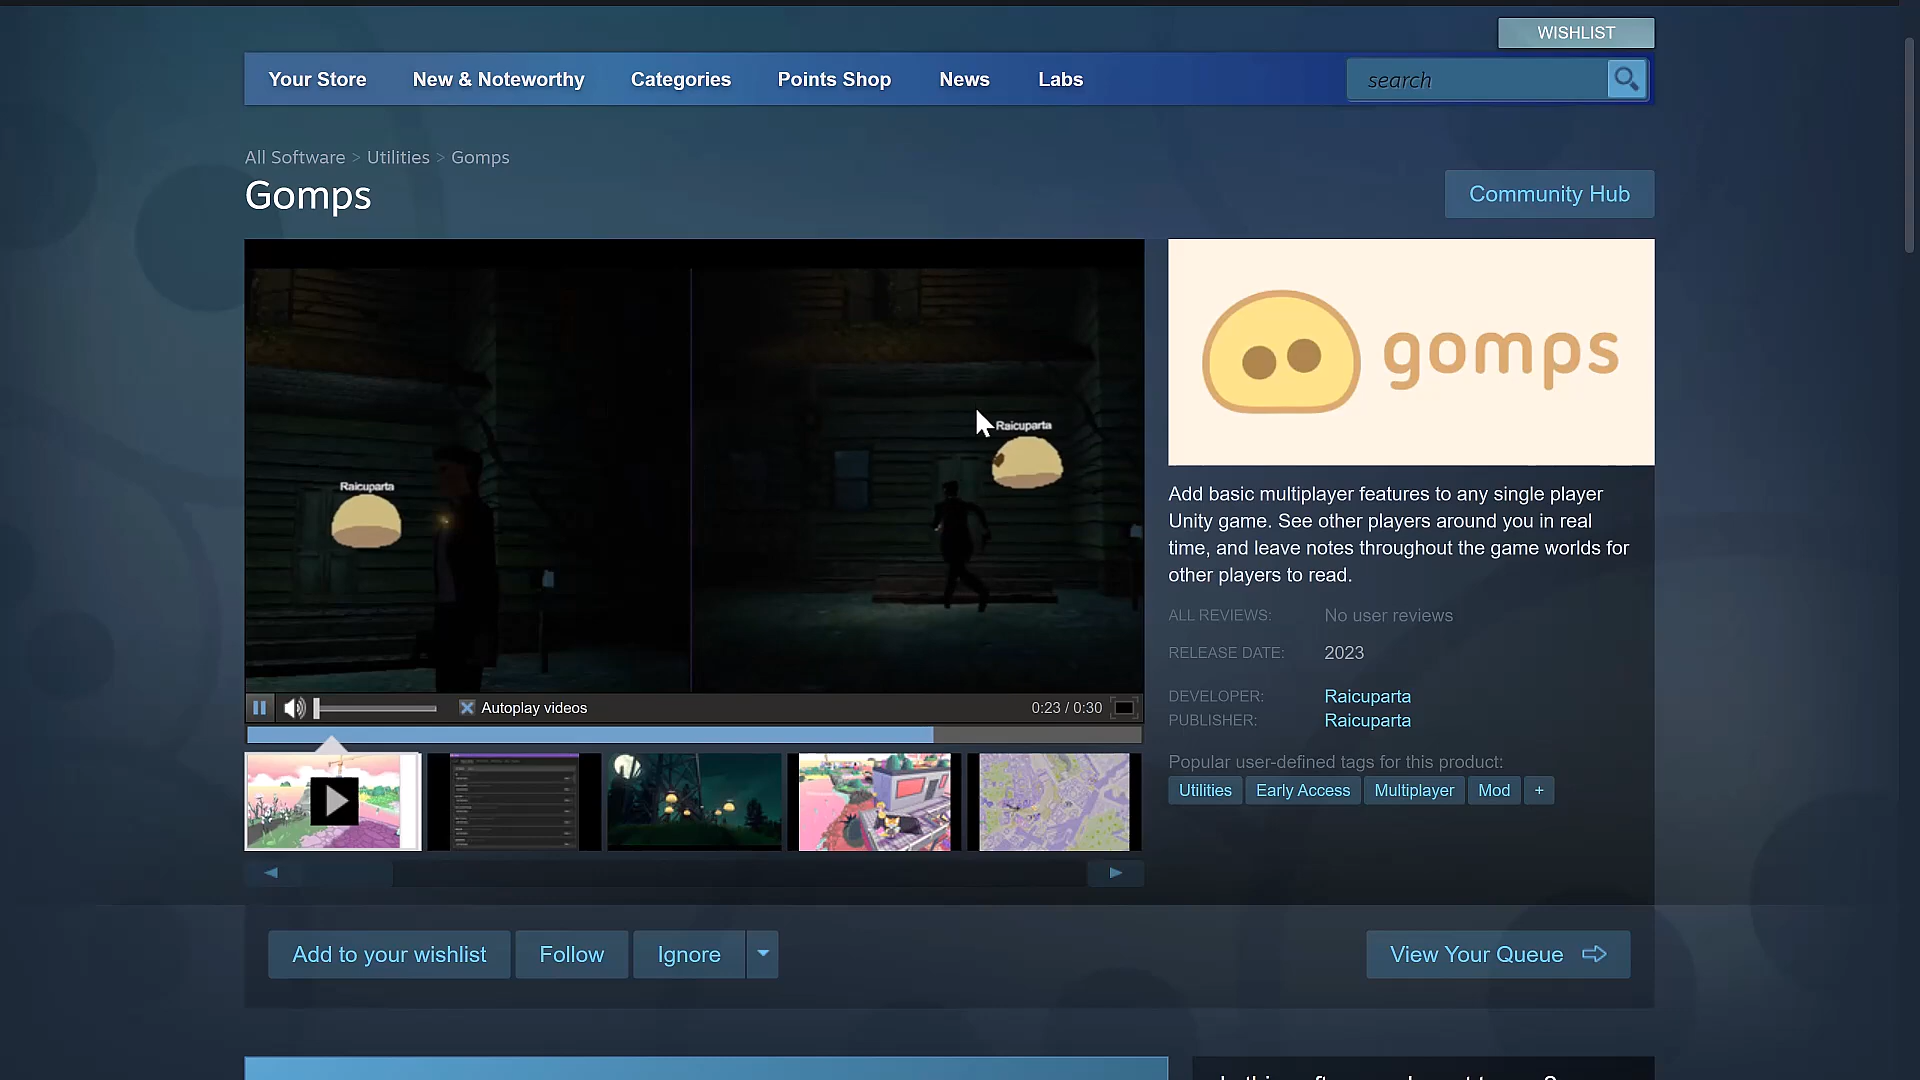 WISHLIST
Your Store New & Noteworthy Categories Points Shop News Labs search
All Software > Utilities > Gomps
Gomps
Community Hub
Raicuparta
Raicuparta
gomps
Add basic multiplayer features to any single player
Unity game. See other players around you in real
time, and leave notes throughout the game worlds for
other players to read.
ALL REVIEWS: No user reviews
RELEASE DATE: 2023
DEVELOPER: Raicuparta
PUBLISHER: Raicuparta
Popular user-defined tags for this product:
Utilities Early Access Multiplayer Mod +
Autoplay videos 0:23 / 0:30
Add to your wishlist Follow Ignore View Your Queue